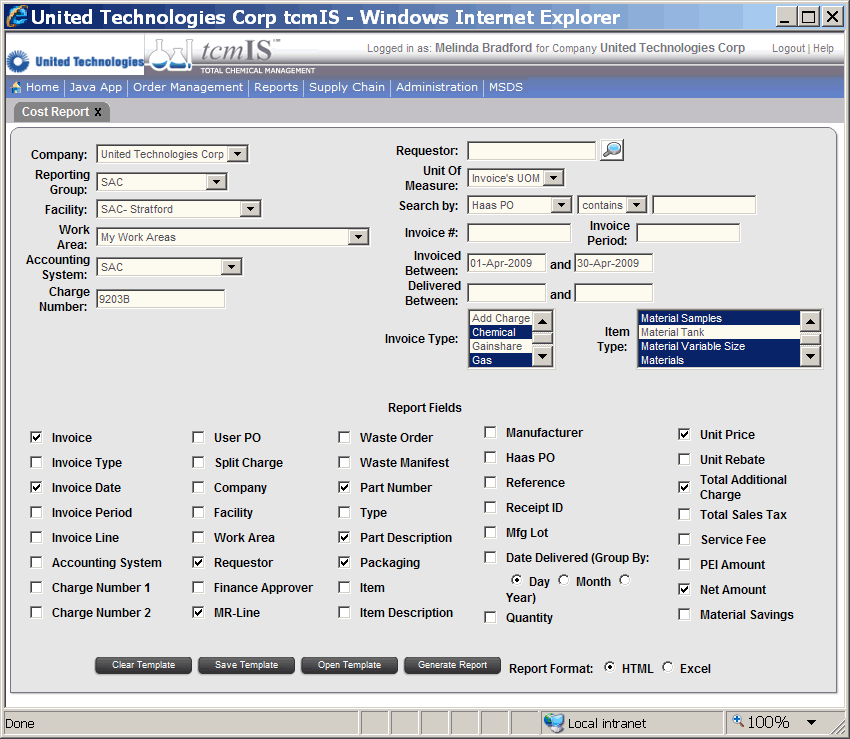 United Technologies Corp tcmIS - Windows Internet Explorer
United Technologies
tcmIS™
TOTAL CHEMICAL MANAGEMENT
Logged in as: Melinda Bradford for Company United Technologies Corp
Logout | Help
Home | Java App | Order Management | Reports | Supply Chain | Administration | MSDS
Cost Report x
Company: United Technologies Corp
Reporting Group: SAC
Facility: SAC- Stratford
Work Area: My Work Areas
Accounting System: SAC
Charge Number: 9203B
Requestor:
Unit Of Measure: Invoice's UOM
Search by: Haas PO contains
Invoice #:
Invoice Period:
Invoiced Between: 01-Apr-2009 and 30-Apr-2009
Delivered Between: and
Invoice Type:
Add Charge
Chemical
Gainshare
Gas
Item Type:
Material Samples
Material Tank
Material Variable Size
Materials
Report Fields
Invoice
Invoice Type
Invoice Date
Invoice Period
Invoice Line
Accounting System
Charge Number 1
Charge Number 2
User PO
Split Charge
Company
Facility
Work Area
Requestor
Finance Approver
MR-Line
Waste Order
Waste Manifest
Part Number
Type
Part Description
Packaging
Item
Item Description
Manufacturer
Haas PO
Reference
Receipt ID
Mfg Lot
Date Delivered (Group By:
Day Month
Year)
Quantity
Unit Price
Unit Rebate
Total Additional
Charge
Total Sales Tax
Service Fee
PEI Amount
Net Amount
Material Savings
Clear Template Save Template Open Template Generate Report Report Format: HTML Excel
Done Local intranet 100%